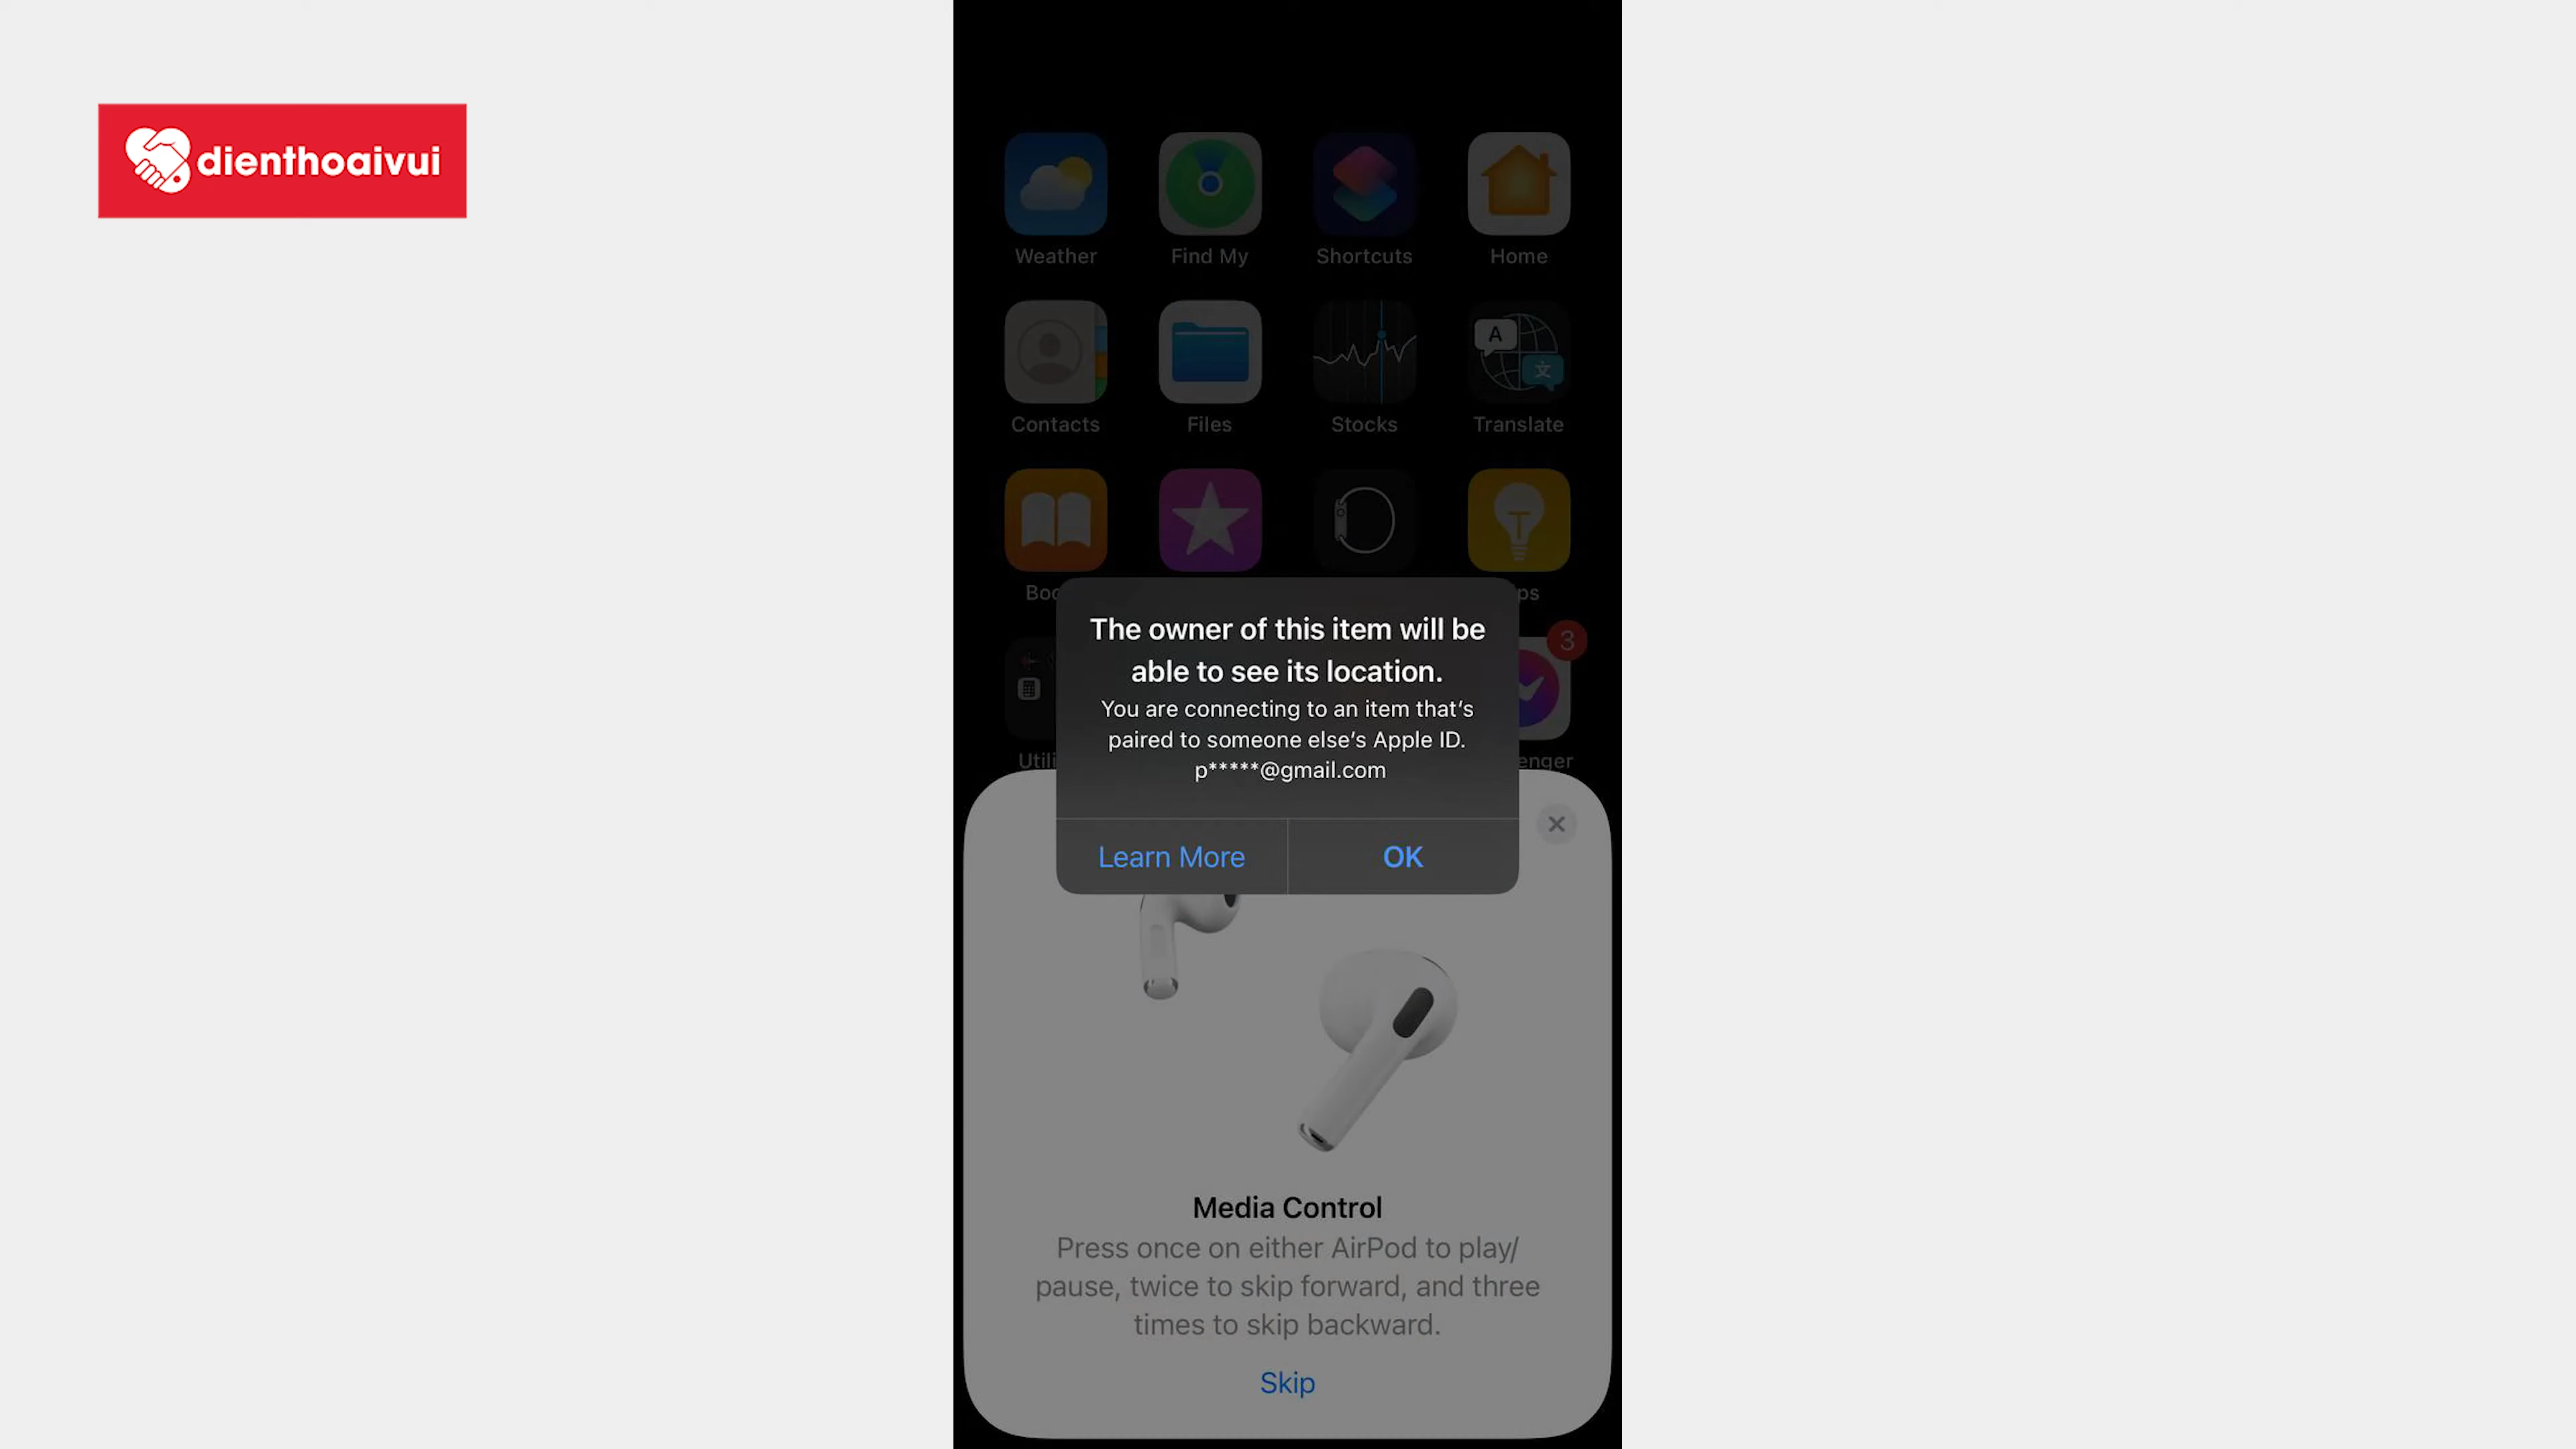 dienthoaivui
Weather
Find My
Shortcuts
Home
Contacts
Files
Stocks
A
文
Translate
3
The owner of this item will be
able to see its location.
You are connecting to an item that's
paired to someone else's Apple ID.
p*****@gmail.com
Learn More
OK
Media Control
Press once on either AirPod to play/
pause, twice to skip forward, and three
times to skip backward.
Skip